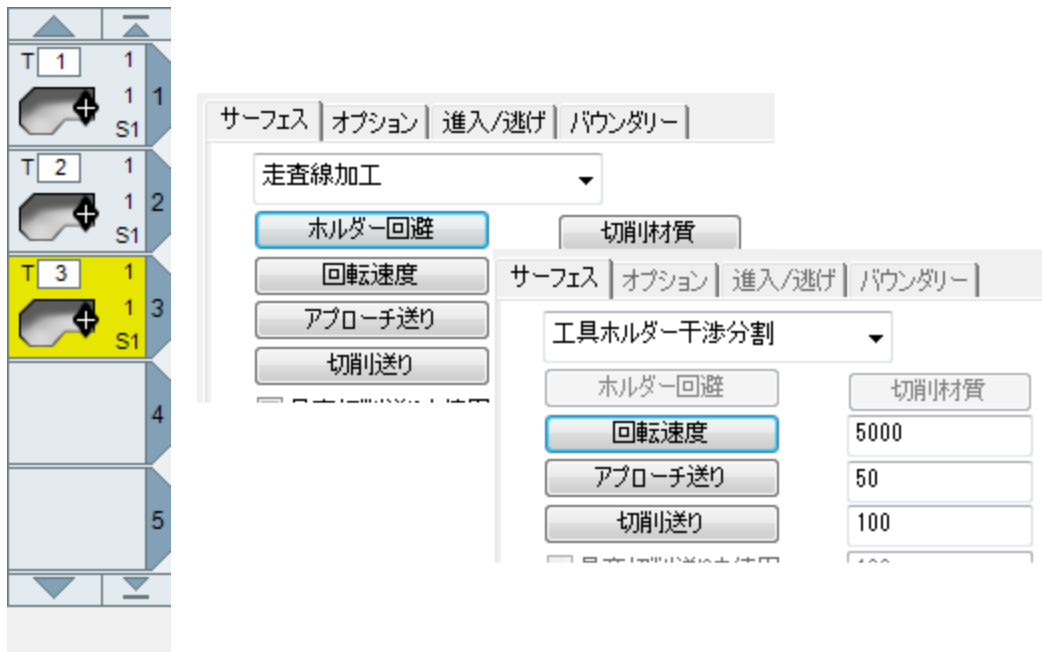 T 1 1
1 1
S1
T 2 1
1 2
S1
T 3 1
1 3
S1
4
5
サーフェス オプション 進入/逃げ バウンダリー
走査線加工
ホルダー回避 切削材質
回転速度
アプローチ送り
切削送り
サーフェス オプション 進入/逃げ バウンダリー
工具ホルダー干渉分割
ホルダー回避 切削材質
回転速度 5000
アプローチ送り 50
切削送り 100